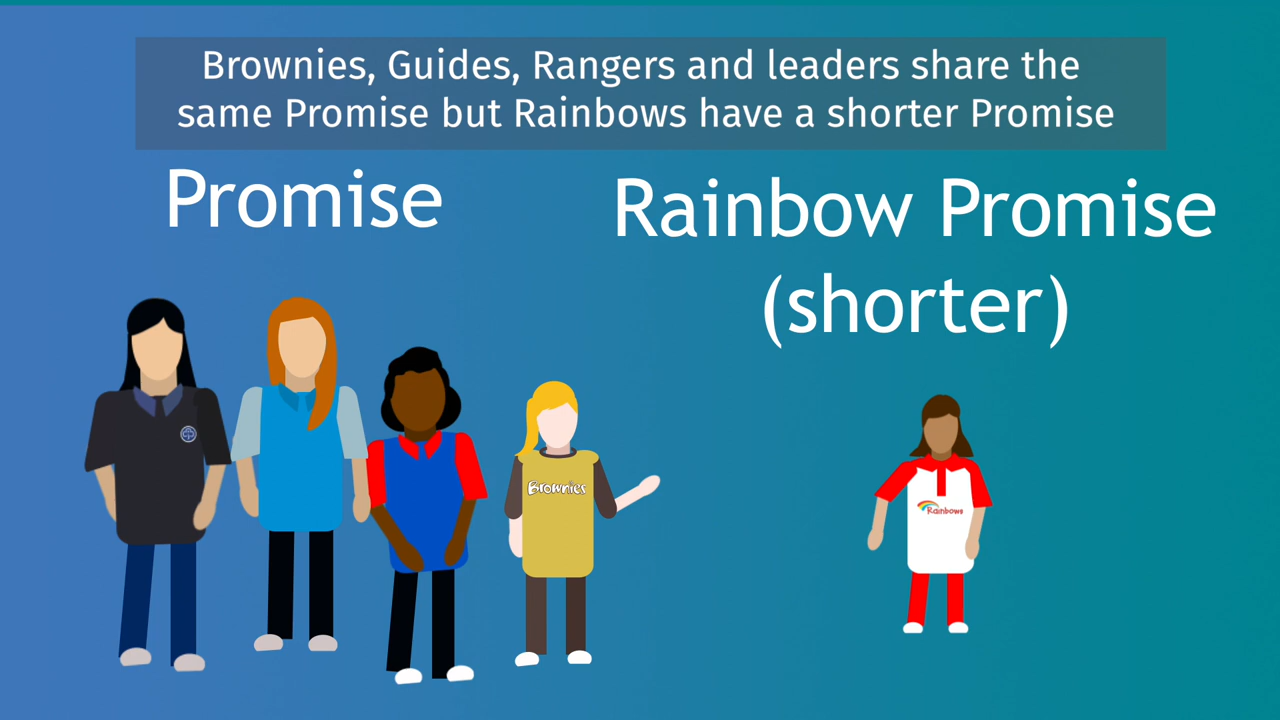 Brownies, Guides, Rangers and leaders share the
same Promise but Rainbows have a shorter Promise
Promise
Rainbow Promise
(shorter)
Brownies
Rainbows